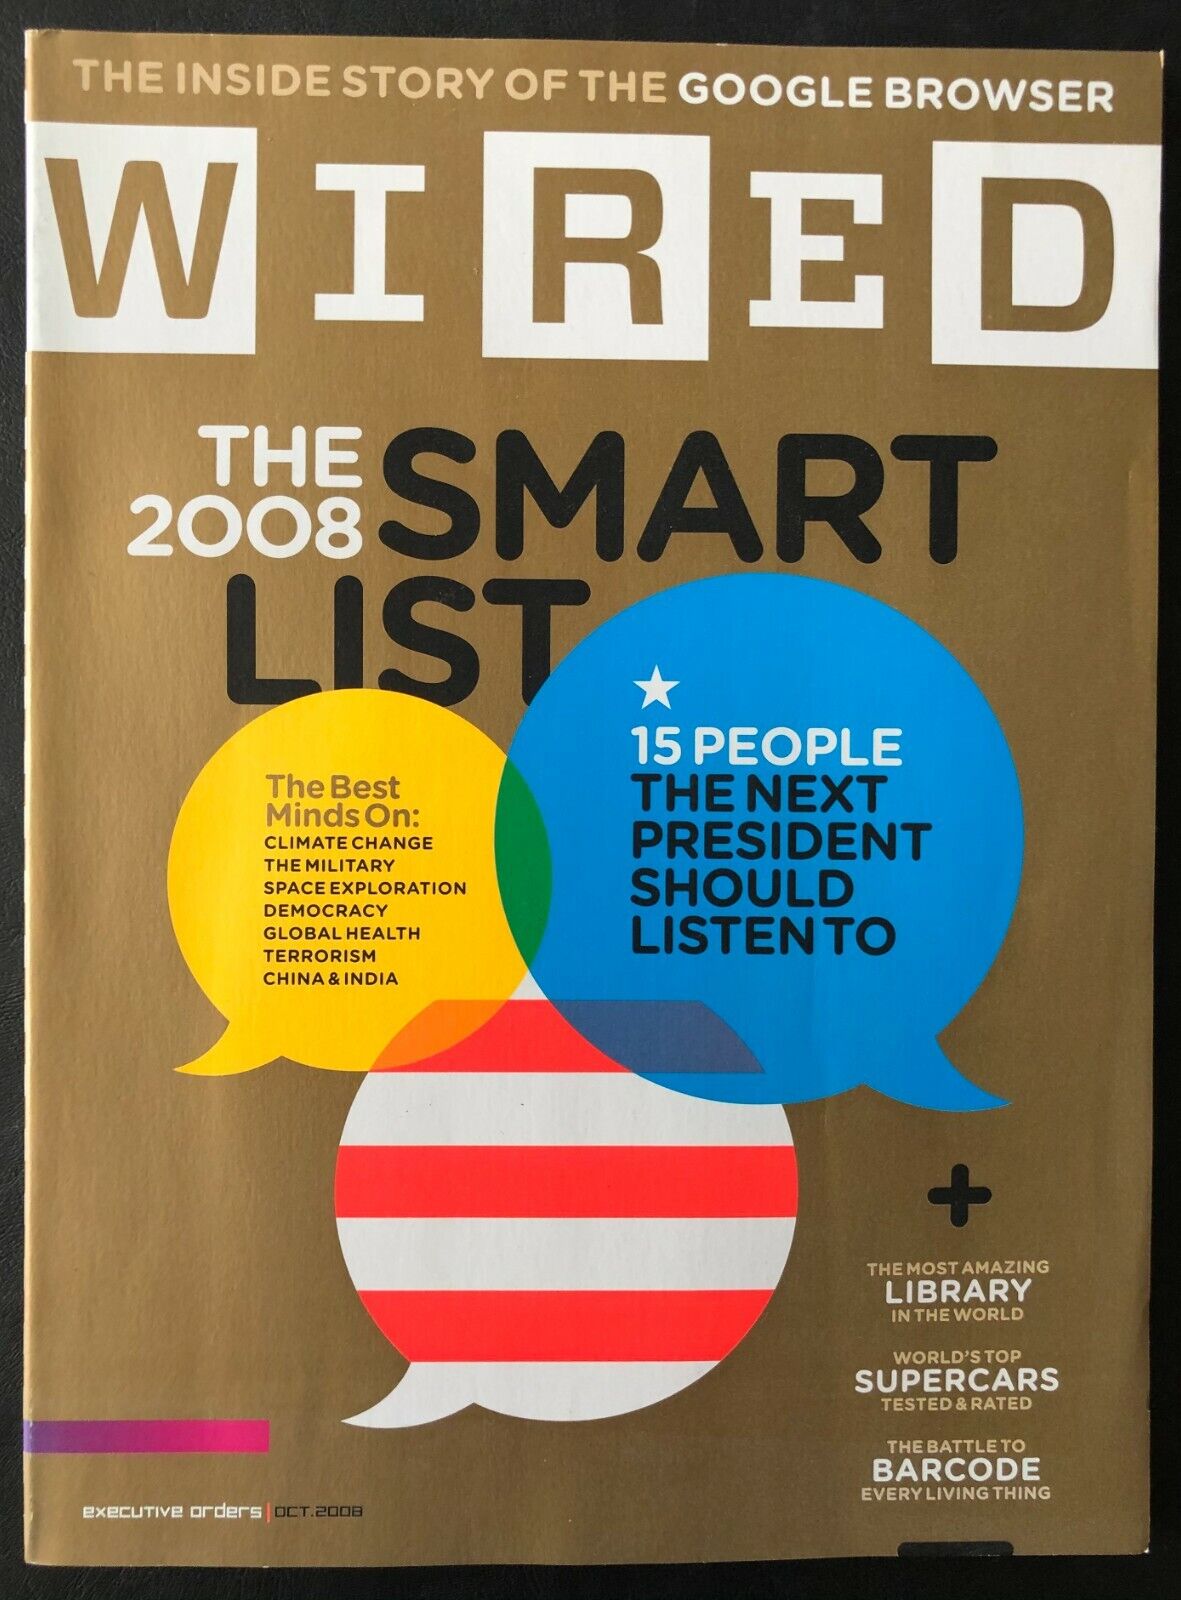 THE INSIDE STORY OF THE GOOGLE BROWSER
WIRED
THE 2008 SMART
LIST
The Best
Minds On:
CLIMATE CHANGE
THE MILITARY
SPACE EXPLORATION
DEMOCRACY
GLOBAL HEALTH
TERRORISM
CHINA & INDIA
15 PEOPLE
THE NEXT
PRESIDENT
SHOULD
LISTEN TO
+
THE MOST AMAZING
LIBRARY
IN THE WORLD
WORLD'S TOP
SUPERCARS
TESTED & RATED
THE BATTLE TO
BARCODE
EVERY LIVING THING
executive orders | OCT.2008